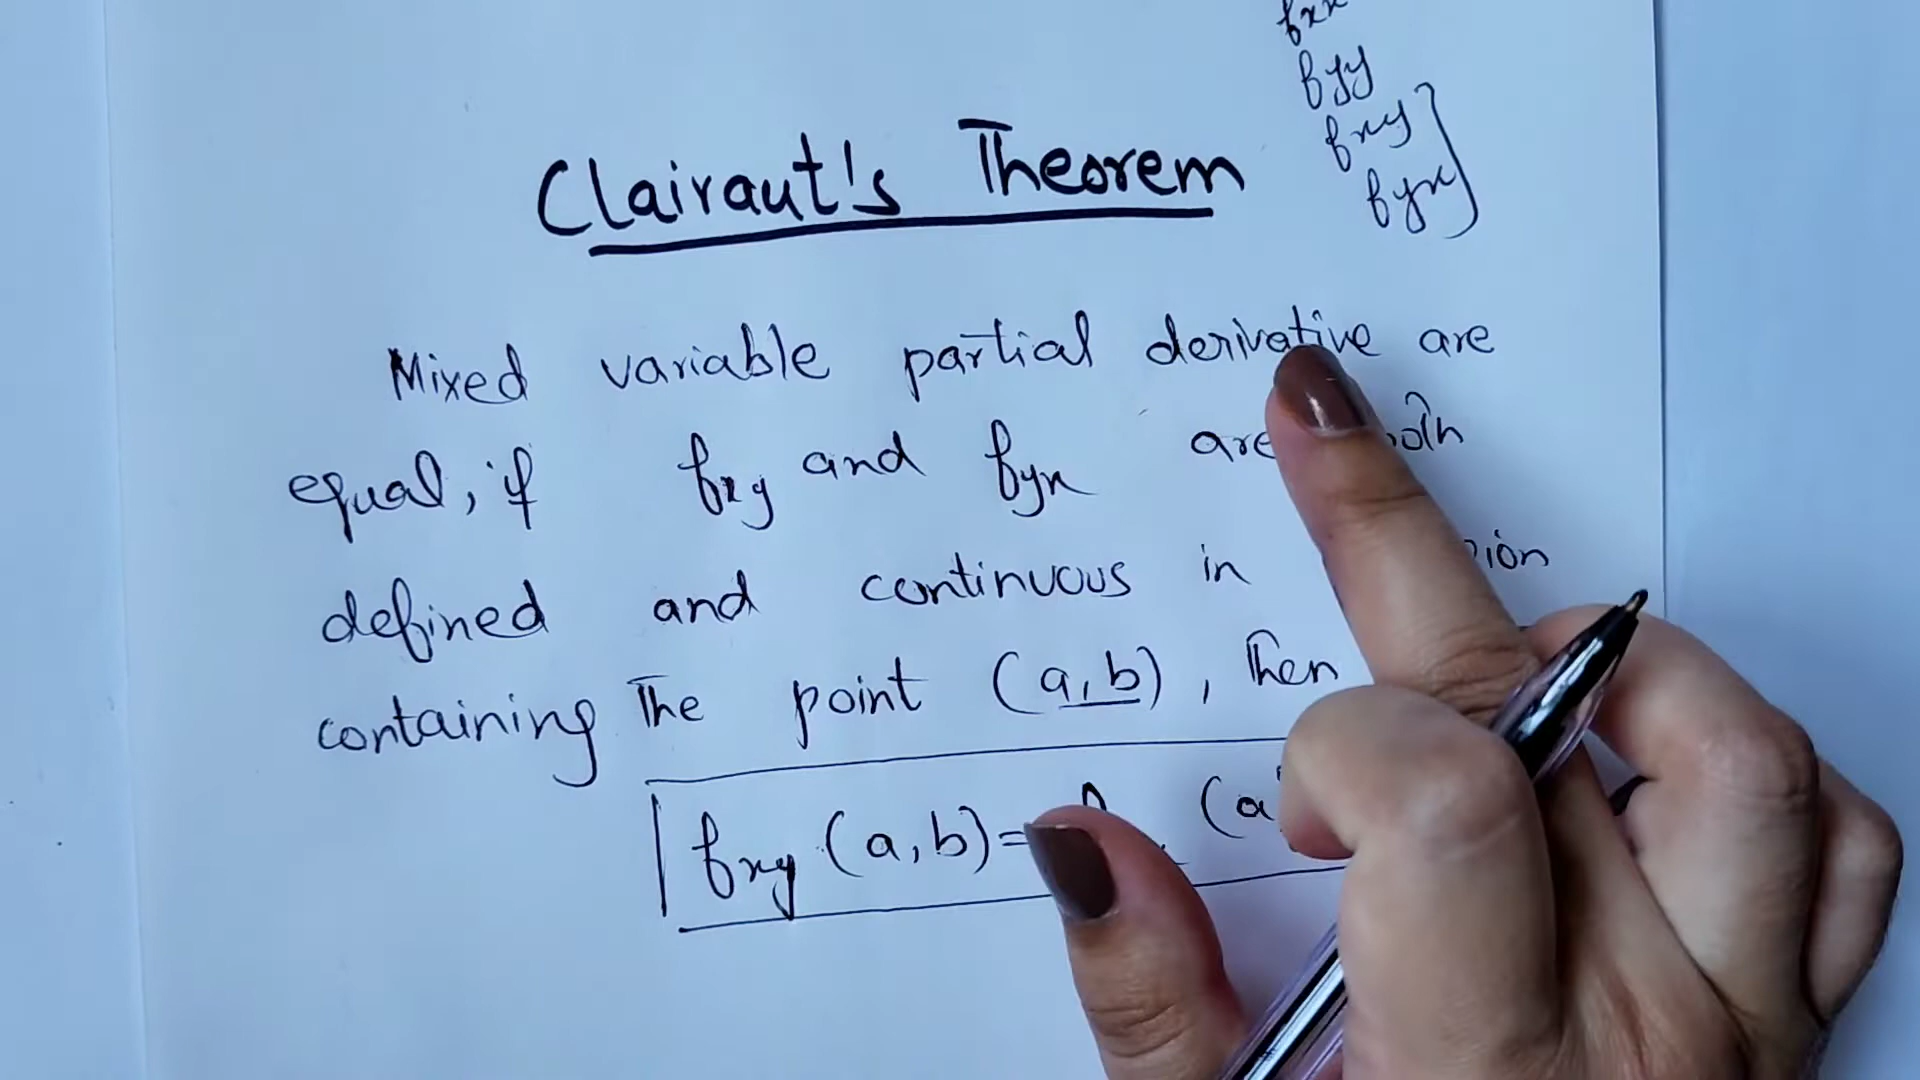 fxx
fyy
fxy
fyx
Clairaut's Theorem
Mixed variable partial derivative are
equal, if fxy and fyx are
defined and continuous in
containing The point (a,b), Then
fxy (a,b)= (a